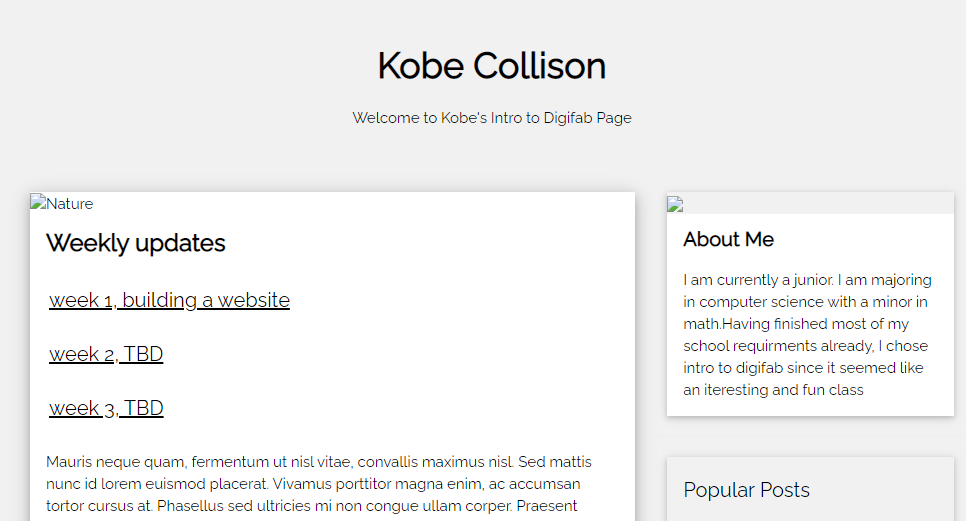 Kobe Collison
Welcome to Kobe's Intro to Digifab Page
Nature
Weekly updates
week 1, building a website
week 2, TBD
week 3, TBD
Mauris neque quam, fermentum ut nisl vitae, convallis maximus nisl. Sed mattis
nunc id lorem euismod placerat. Vivamus porttitor magna enim, ac accumsan
tortor cursus at. Phasellus sed ultricies mi non congue ullam corper. Praesent
About Me
I am currently a junior. I am majoring
in computer science with a minor in
math.Having finished most of my
school requirments already, I chose
intro to digifab since it seemed like
an iteresting and fun class
Popular Posts